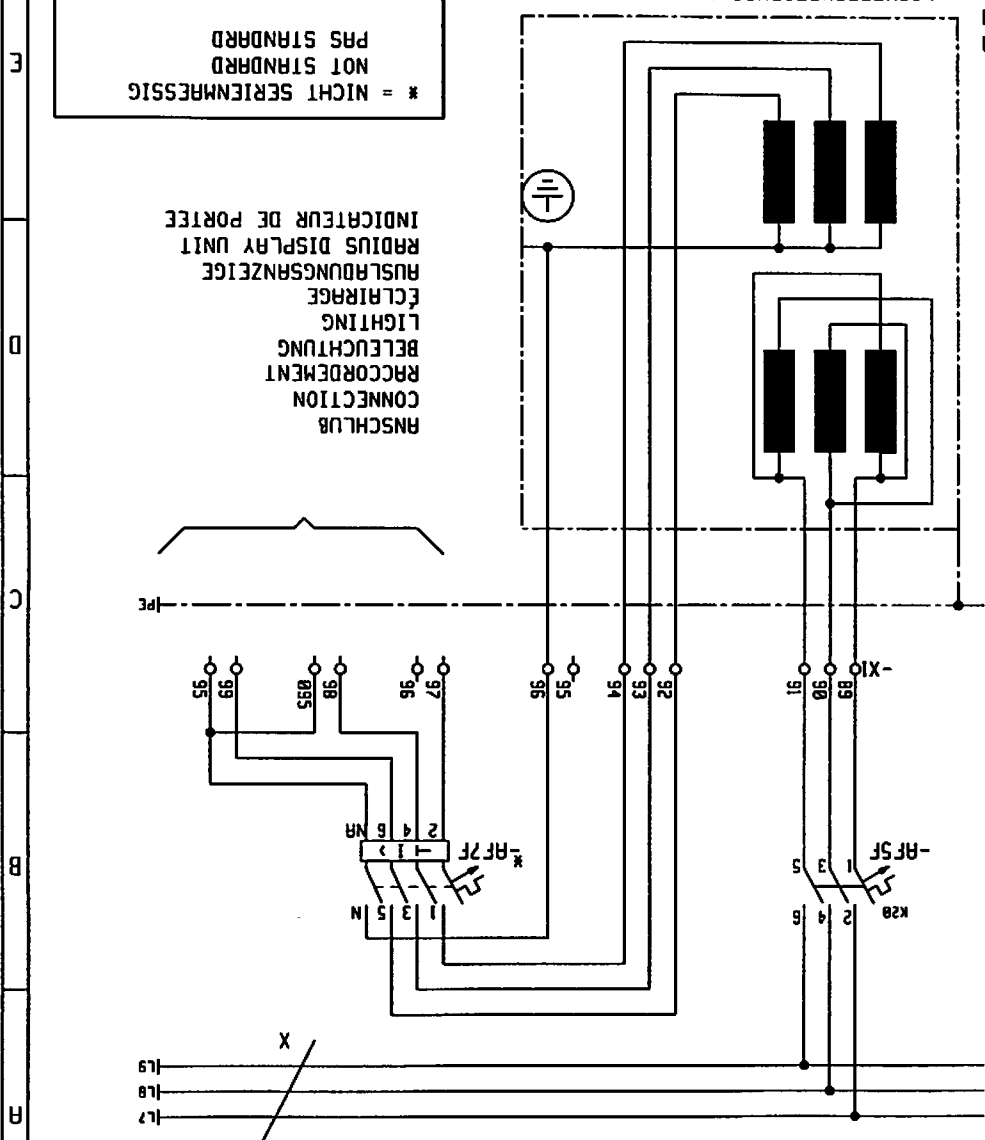 L7
A
L8
L9
X
K20 2 4 6
1 3 5 N
-AF5F 1 3 5
*
-AF7F I >
2 4 6 NA
B
-X1 89 90 91 92 93 94 95 96 97 96 98 095 99 95
PE
C
ANSCHLUB
CONNECTION
RACCORDEMENT
BELEUCHTUNG
LIGHTING
ÉCLAIRAGE
AUSLADUNGSANZEIGE
RADIUS DISPLAY UNIT
INDICATEUR DE PORTEE
D
* = NICHT SERIENMAESSIG
NOT STANDARD
PAS STANDARD
E